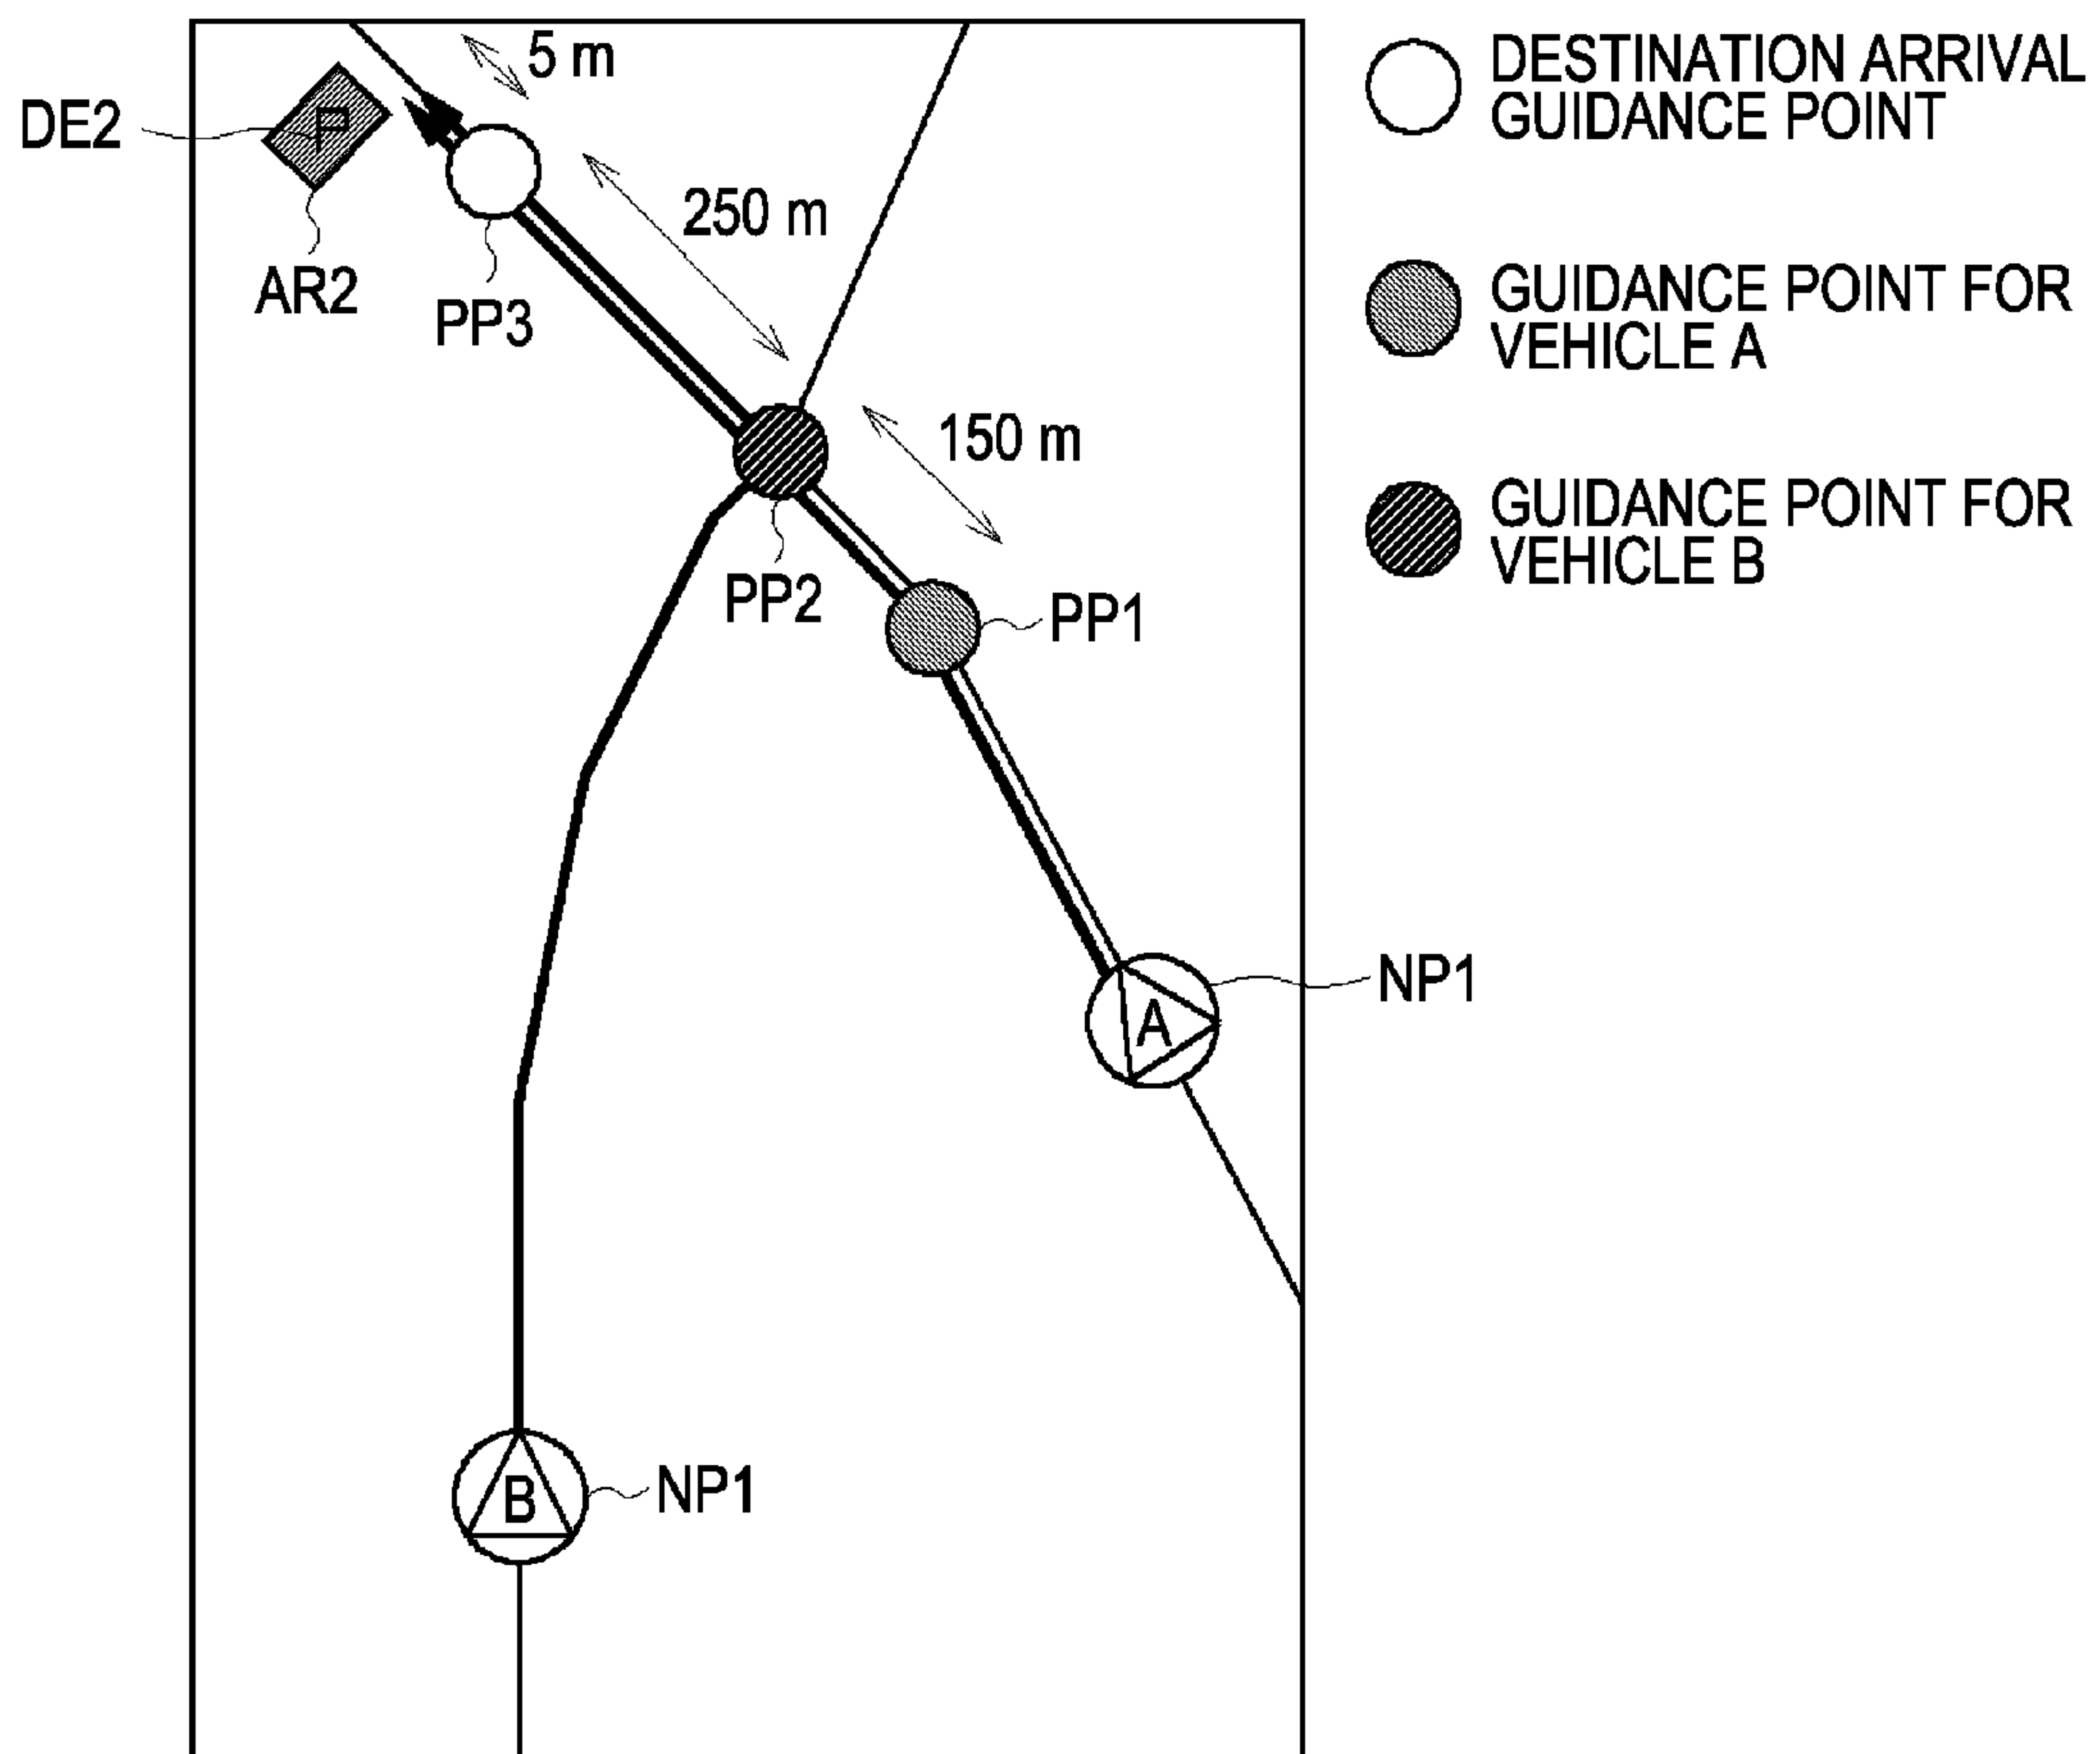 5 m
DESTINATION ARRIVAL
GUIDANCE POINT
DE2
P
250 m
AR2
PP3
GUIDANCE POINT FOR
VEHICLE A
150 m
GUIDANCE POINT FOR
VEHICLE B
PP2
PP1
NP1
A
B
NP1